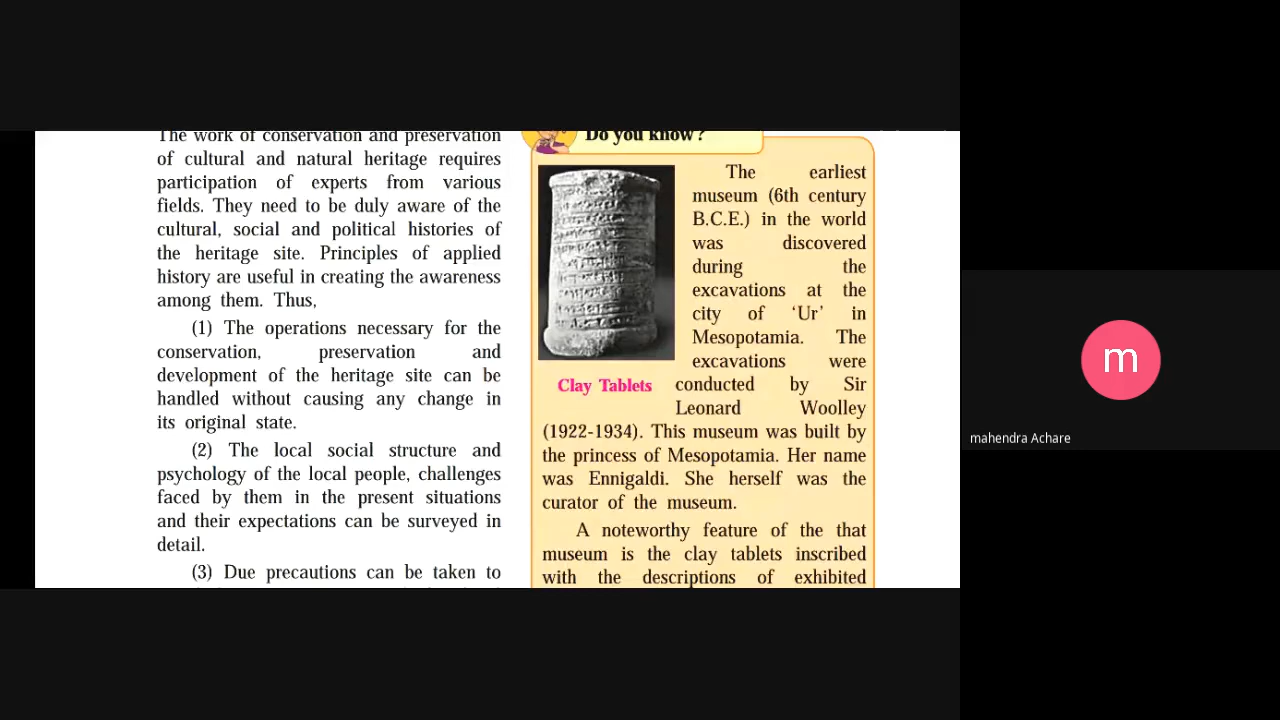 The work of conservation and preservation
of cultural and natural heritage requires
participation of experts from various
fields. They need to be duly aware of the
cultural, social and political histories of
the heritage site. Principles of applied
history are useful in creating the awareness
among them. Thus,
(1) The operations necessary for the
conservation, preservation and
development of the heritage site can be
handled without causing any change in
its original state.
(2) The local social structure and
psychology of the local people, challenges
faced by them in the present situations
and their expectations can be surveyed in
detail.
(3) Due precautions can be taken to
Do you know?
The earliest
museum (6th century
B.C.E.) in the world
was discovered
during the
excavations at the
city of ‘Ur’ in
Mesopotamia. The
excavations were
Clay Tablets
conducted by Sir
Leonard Woolley
(1922-1934). This museum was built by
the princess of Mesopotamia. Her name
was Ennigaldi. She herself was the
curator of the museum.
A noteworthy feature of the that
museum is the clay tablets inscribed
with the descriptions of exhibited
m
mahendra Achare